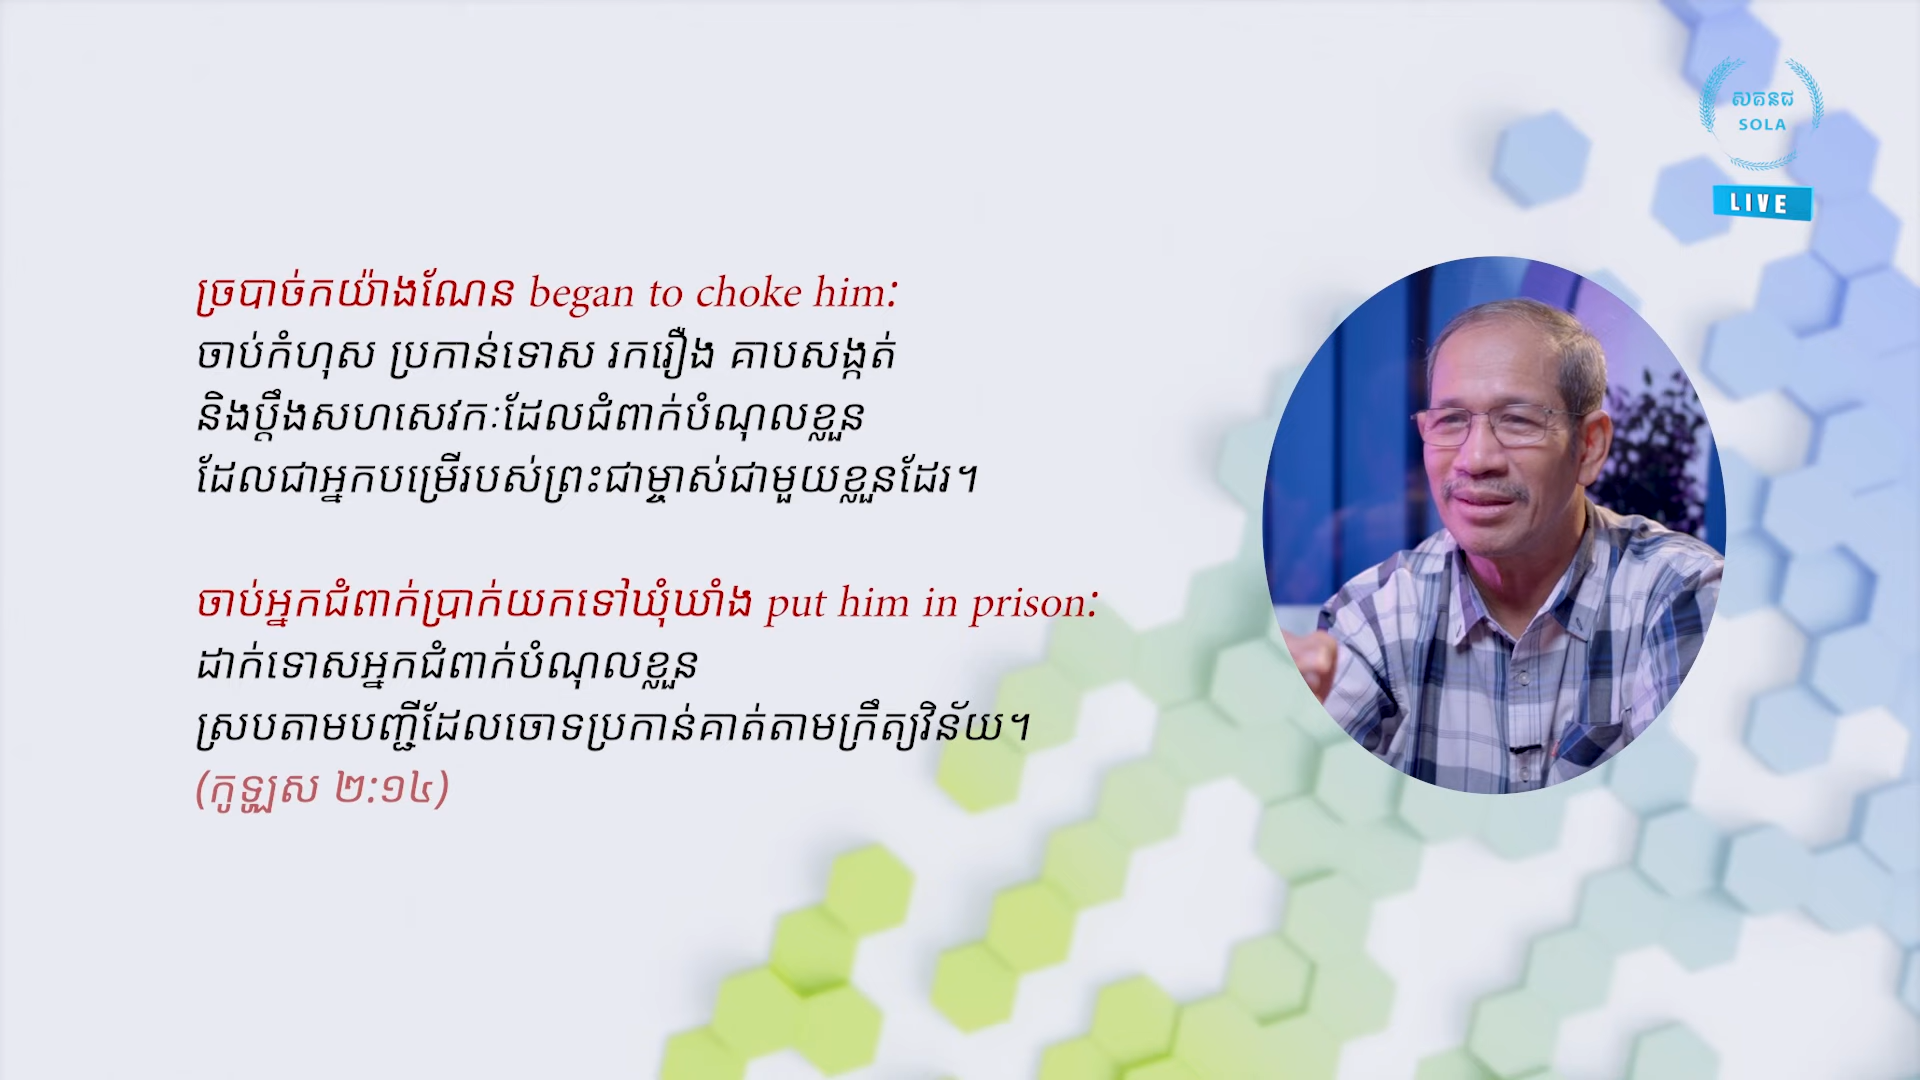 សគនជ
SOLA
LIVE
ច្របាច់កយ៉ាងណែន began to choke him:
ចាប់កំហុស ប្រកាន់ទោស រករឿង គាបសង្កត់
និងប្ដឹងសហសេវកៈដែលជំពាក់បំណុលខ្លួន
ដែលជាអ្នកបម្រើរបស់ព្រះជាម្ចាស់ជាមួយខ្លួនដែរ។
ចាប់អ្នកជំពាក់ប្រាក់យកទៅឃុំឃាំង put him in prison:
ដាក់ទោសអ្នកជំពាក់បំណុលខ្លួន
ស្របតាមបញ្ជីដែលចោទប្រកាន់គាត់តាមក្រឹត្យវិន័យ។
(កូឡូស ២:១៤)